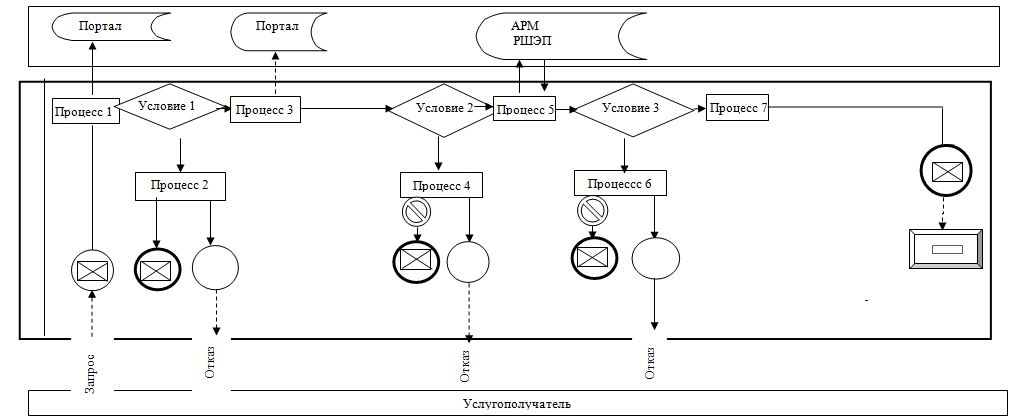 Портал
Портал
АРМ
РШЭП
Процесс 1
Условие 1
Процесс 3
Условие 2
Процесс 5
Условие 3
Процесс 7
Процесс 2
Процесс 4
Процессс 6
Запрос
Отказ
Отказ
Отказ
Услугополучатель